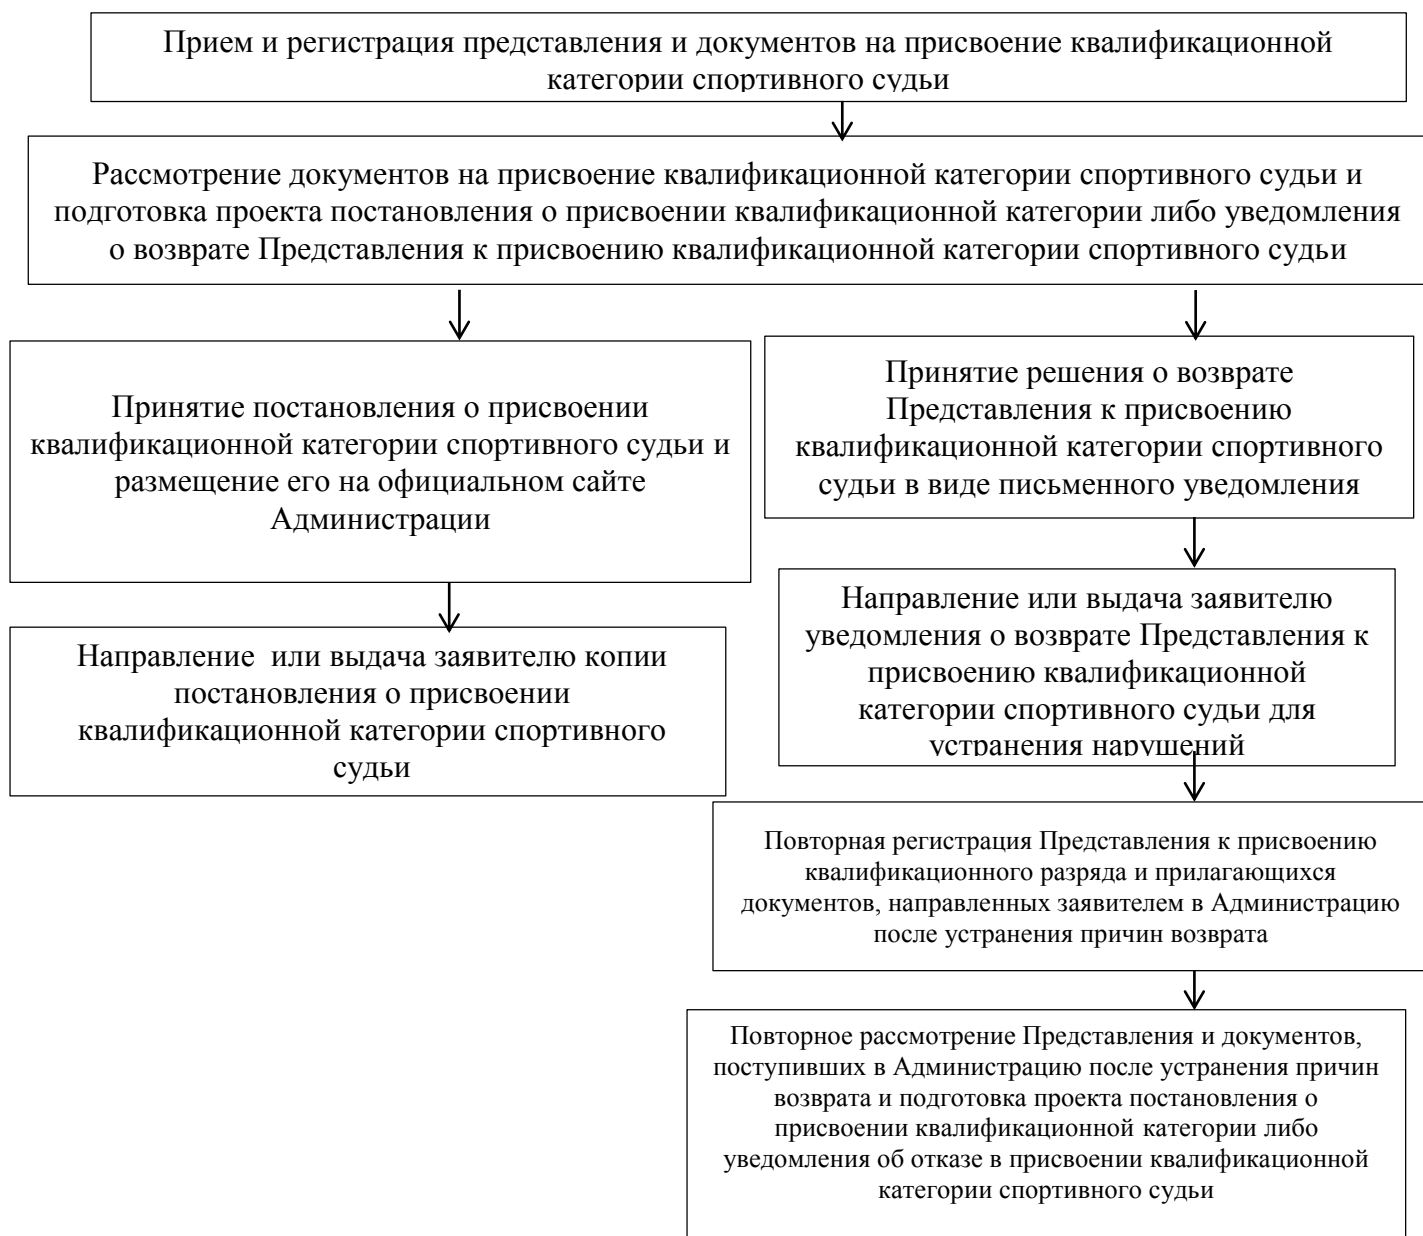 Прием и регистрация представления и документов на присвоение квалификационной
категории спортивного судьи
Рассмотрение документов на присвоение квалификационной категории спортивного судьи и
подготовка проекта постановления о присвоении квалификационной категории либо уведомления
о возврате Представления к присвоению квалификационной категории спортивного судьи
Принятие постановления о присвоении
квалификационной категории спортивного судьи и
размещение его на официальном сайте
Администрации
Направление  или выдача заявителю копии
постановления о присвоении
квалификационной категории спортивного
судьи
Принятие решения о возврате
Представления к присвоению
квалификационной категории спортивного
судьи в виде письменного уведомления
Направление или выдача заявителю
уведомления о возврате Представления к
присвоению квалификационной
категории спортивного судьи для
устранения нарушений
Повторная регистрация Представления к присвоению
квалификационного разряда и прилагающихся
документов, направленных заявителем в Администрацию
после устранения причин возврата
Повторное рассмотрение Представления и документов,
поступивших в Администрацию после устранения причин
возврата и подготовка проекта постановления о
присвоении квалификационной категории либо
уведомления об отказе в присвоении квалификационной
категории спортивного судьи